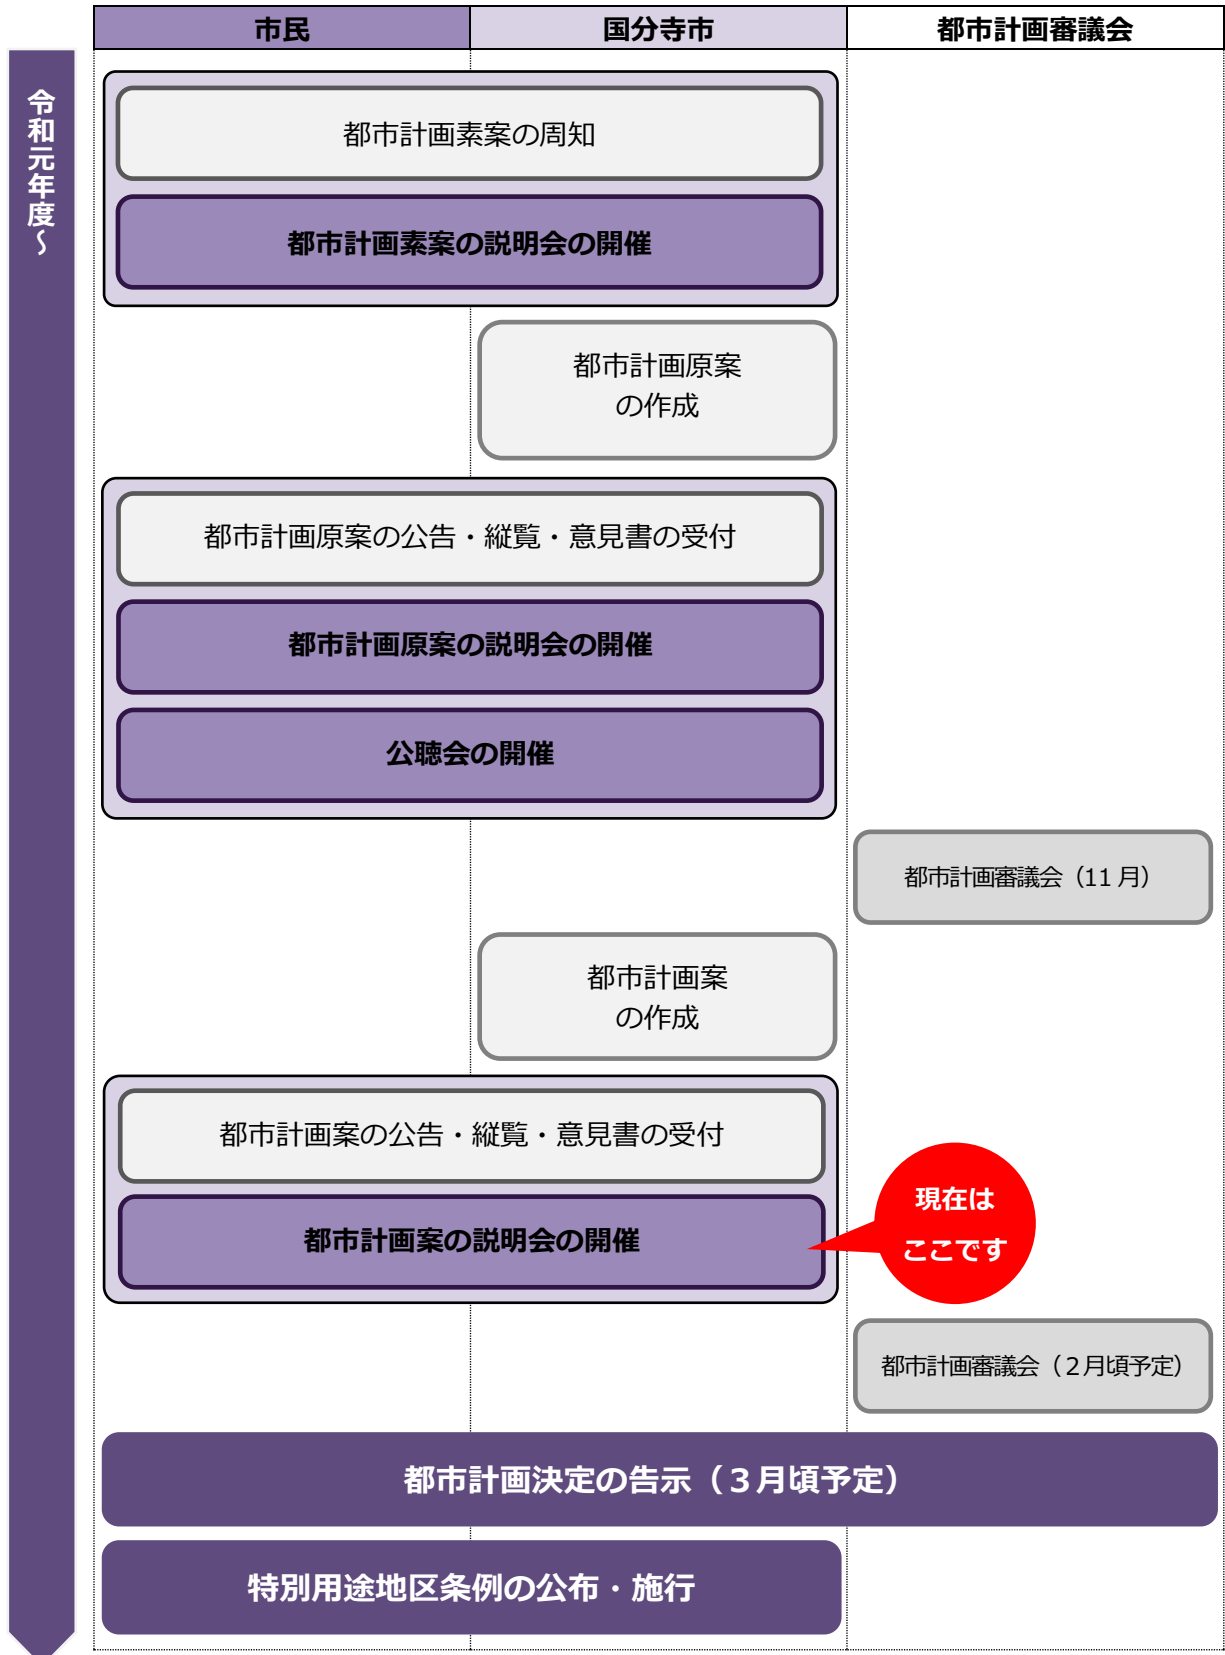 市民
国分寺市
都市計画審議会
令和元年度～
都市計画素案の周知
都市計画素案の説明会の開催
都市計画原案
の作成
都市計画原案の公告・縦覧・意見書の受付
都市計画原案の説明会の開催
公聴会の開催
都市計画審議会（11月）
都市計画案
の作成
都市計画案の公告・縦覧・意見書の受付
都市計画案の説明会の開催
現在は
ここです
都市計画審議会（２月頃予定）
都市計画決定の告示（３月頃予定）
特別用途地区条例の公布・施行